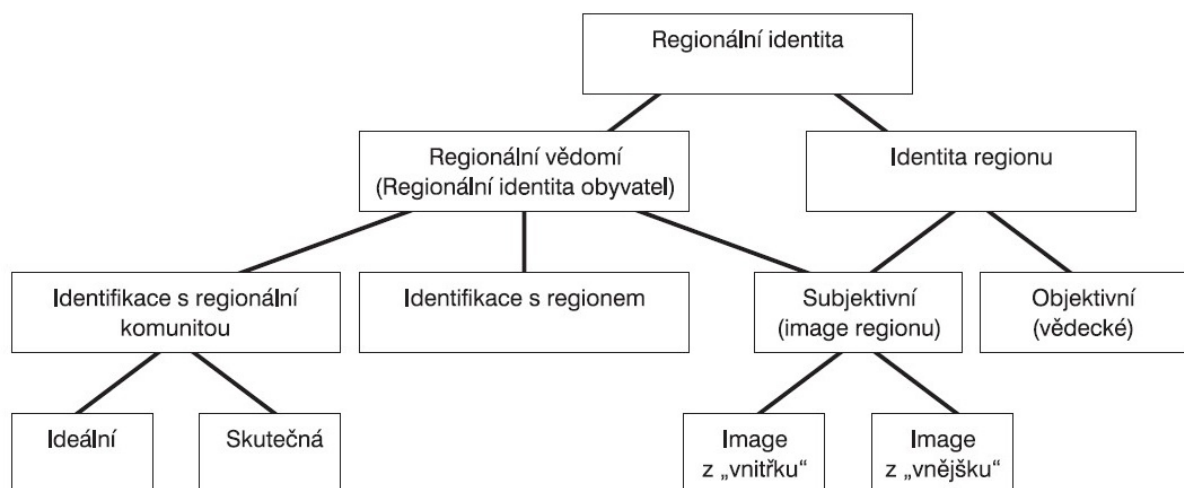 Regionální identita
Regionální vědomí
(Regionální identita obyvatel)
Identita regionu
Identifikace s regionální
komunitou
Identifikace s regionem
Subjektivní
(image regionu)
Objektivní
(vědecké)
Ideální
Skutečná
Image
z „vnitřku“
Image
z „vnějšku“